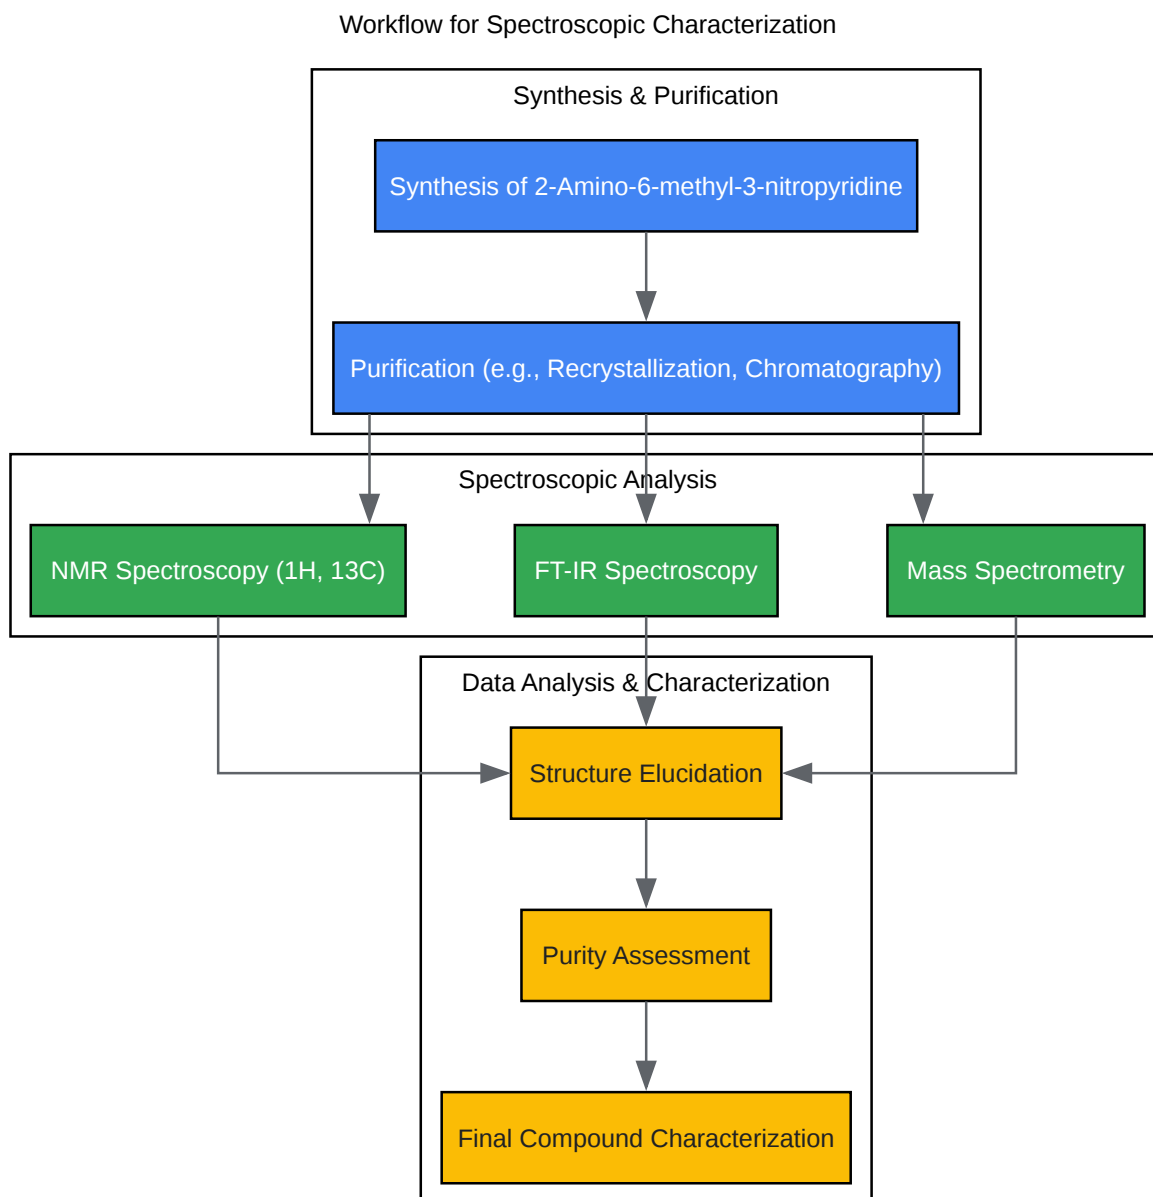 Workflow for Spectroscopic Characterization
Synthesis & Purification
Synthesis of 2-Amino-6-methyl-3-nitropyridine
Purification (e.g., Recrystallization, Chromatography)
Spectroscopic Analysis
NMR Spectroscopy (1H, 13C)
FT-IR Spectroscopy
Mass Spectrometry
Data Analysis & Characterization
Structure Elucidation
Purity Assessment
Final Compound Characterization